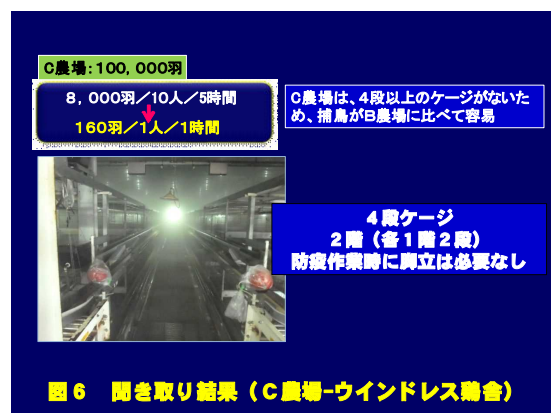 C農場:100,000羽
8,000羽/10人/5時間
160羽/1人/1時間
C農場は、4段以上のケージがないた
め、捕鳥がB農場に比べて容易
4段ケージ
2階(各1階2段)
防疫作業時に脚立は必要なし
図6 聞き取り結果(C農場-ウインドレス鶏舎)